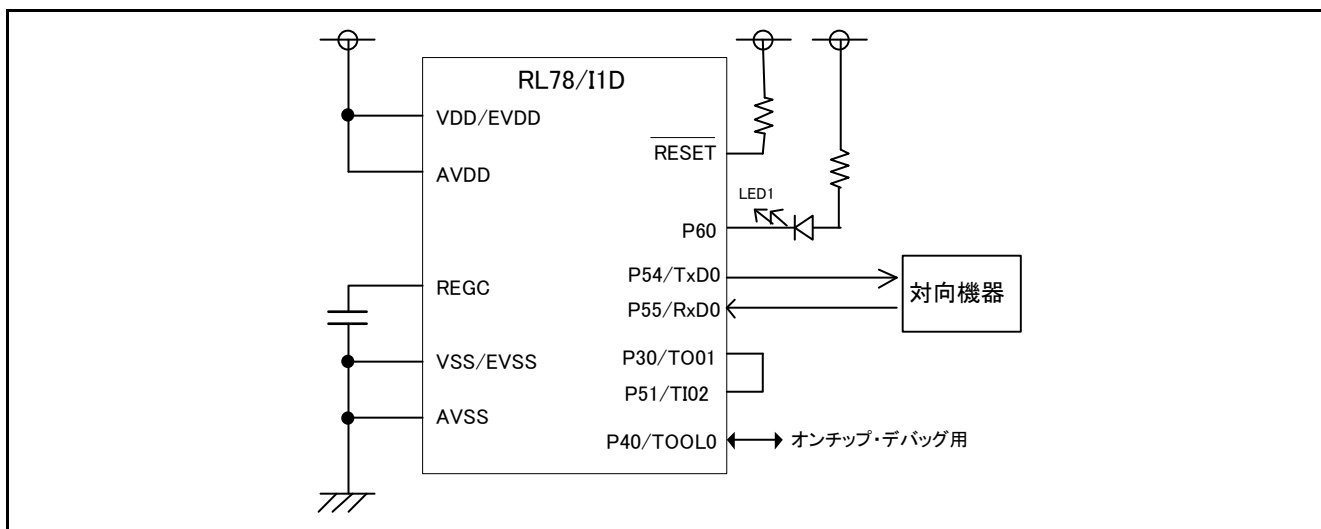 RL78/I1D
VDD/EVDD
AVDD
REGC
VSS/EVSS
AVSS
RESET
LED1
P60
P54/TxD0
P55/RxD0
対向機器
P30/TO01
P51/TI02
P40/TOOL0
オンチップ・デバッグ用